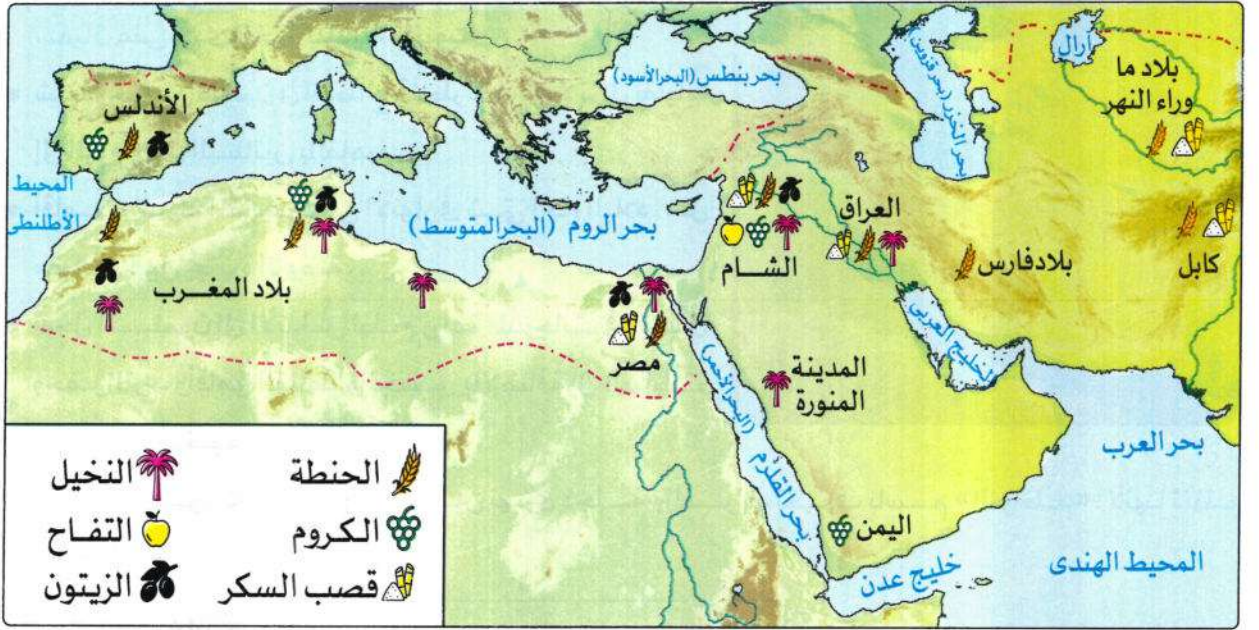 بحر بنطس (البحر الأسود)
بحر الخزر (بحر قزوين)
آرال
بلاد ما
وراء النهر
الأندلس
المحيط
الأطلنطى
بحر الروم (البحر المتوسط)
الشام
العراق
بلاد فارس
كابل
بلاد المغرب
مصر
المدينة
المنورة
الخليج العربى
بحر القلزم (البحر الأحمر)
بحر العرب
اليمن
خليج عدن
المحيط الهندى
الحنطة
النخيل
الكروم
التفاح
قصب السكر
الزيتون